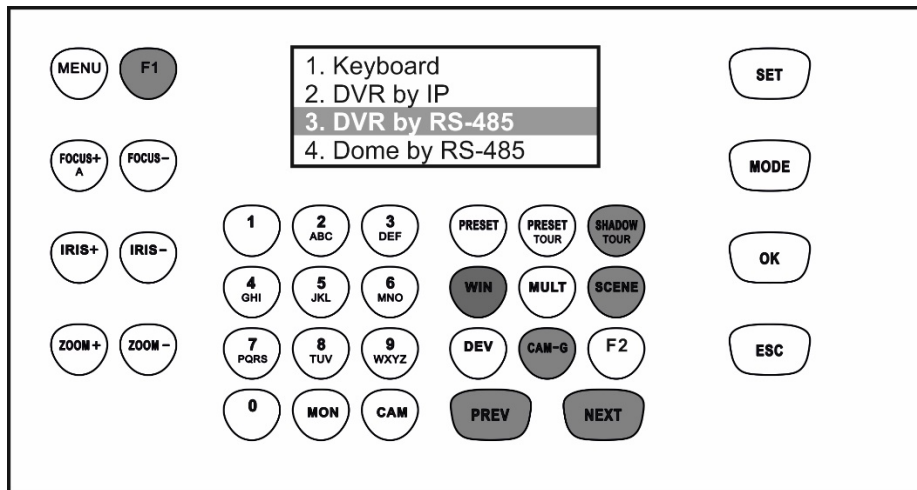 MENU
F1
1. Keyboard
2. DVR by IP
3. DVR by RS-485
4. Dome by RS-485
SET
FOCUS+
A
FOCUS−
MODE
1
2
ABC
3
DEF
PRESET
PRESET
TOUR
SHADOW
TOUR
IRIS+
IRIS−
OK
4
GHI
5
JKL
6
MNO
WIN
MULT
SCENE
ZOOM+
ZOOM−
7
PQRS
8
TUV
9
WXYZ
DEV
CAM-G
F2
ESC
0
MON
CAM
PREV
NEXT